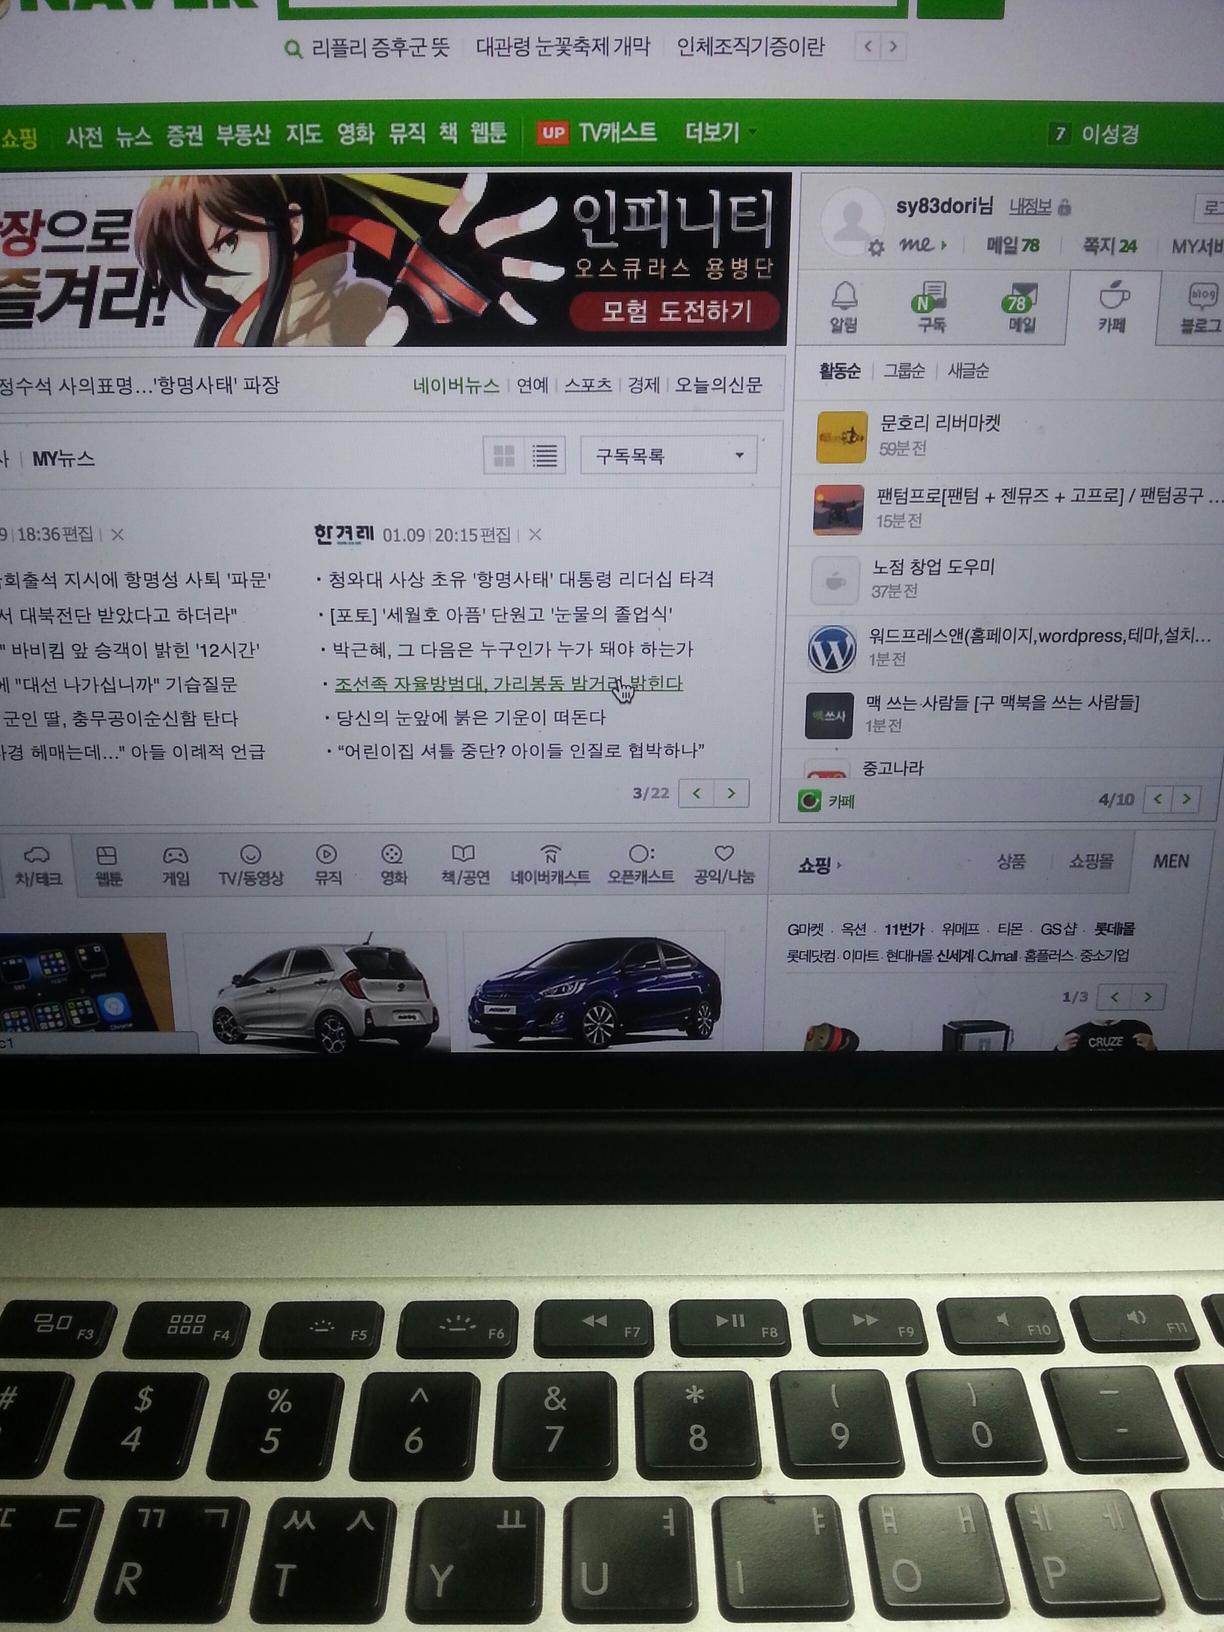 NAVER
리플리 증후군 뜻 대관령 눈꽃축제 개막 인체조직기증이란
쇼핑 사전 뉴스 증권 부동산 지도 영화 뮤직 책 웹툰 UP TV캐스트 더보기 7 이성경
장으로
즐겨라!
인피니티
오스큐라스 용병단
모험 도전하기
sy83dori님 내정보
me 메일 78 쪽지 24
알림 N 구독 78 메일 카페 blog 블로그
활동순 그룹순 새글순
문호리 리버마켓
59분전
팬텀프로[팬텀 + 젠뮤즈 + 고프로] / 팬텀공구 ...
15분전
노점 창업 도우미
37분전
워드프레스앤(홈페이지,wordpress,테마,설치...
1분전
맥쓰사
맥 쓰는 사람들 [구 맥북을 쓰는 사람들]
1분전
중고나라
카페 4/10
정수석 사의표명...'항명사태' 파장 네이버뉴스 연예 스포츠 경제 오늘의신문
MY뉴스 구독목록
18:36 편집
회출석 지시에 항명성 사퇴 '파문'
서 대북전단 받았다고 하더라"
" 바비킴 앞 승객이 밝힌 '12시간'
에 "대선 나가십니까" 기습질문
군인 딸, 충무공이순신함 탄다
경 헤매는데..." 아들 이례적 언급
한겨레 01.09 20:15 편집
· 청와대 사상 초유 '항명사태' 대통령 리더십 타격
· [포토] '세월호 아픔' 단원고 '눈물의 졸업식'
· 박근혜, 그 다음은 누구인가 누가 돼야 하는가
· 조선족 자율방범대, 가리봉동 밤거리 밝힌다
· 당신의 눈앞에 붉은 기운이 떠돈다
· “어린이집 셔틀 중단? 아이들 인질로 협박하나”
3/22
차/테크 웹툰 게임 TV/동영상 뮤직 영화 책/공연 네이버캐스트 오픈캐스트 공익/나눔
쇼핑 상품 쇼핑몰 MEN
G마켓 · 옥션 · 11번가 · 위메프 · 티몬 · GS샵 · 롯데몰
롯데닷컴 · 이마트 · 현대H몰 · 신세계 · CJmall · 홈플러스 · 중소기업
1/3
CRUZE
c1
F3 F4 F5 F6 F7 F8 F9 F10 F11
# $ % ^ & * ( ) _
4 5 6 7 8 9 0 -
ㄸ ㄷ ㄲ ㄱ ㅆ ㅅ ㅛ ㅕ ㅑ ㅒ ㅐ ㅖ ㅔ
R T Y U I O P